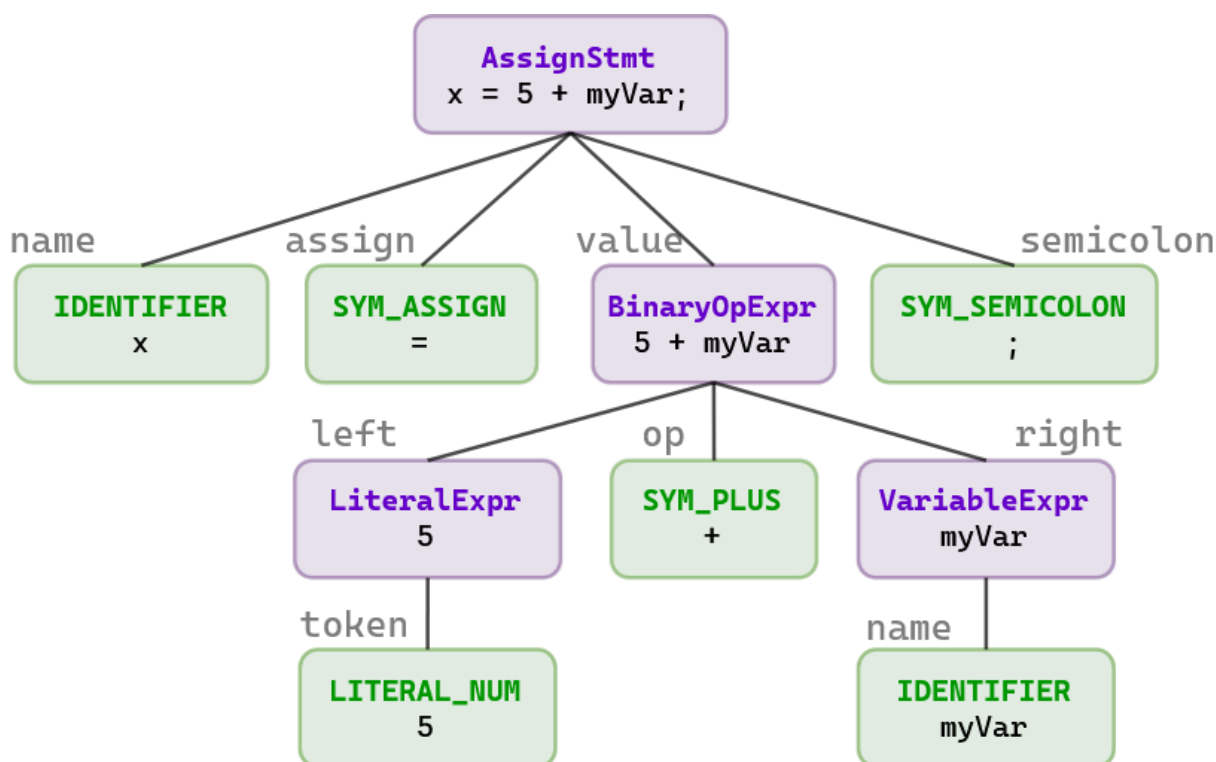 AssignStmt
x = 5 + myVar;
name
assign
value
semicolon
IDENTIFIER
x
SYM_ASSIGN
=
BinaryOpExpr
5 + myVar
SYM_SEMICOLON
;
left
op
right
LiteralExpr
5
SYM_PLUS
+
VariableExpr
myVar
token
name
LITERAL_NUM
5
IDENTIFIER
myVar